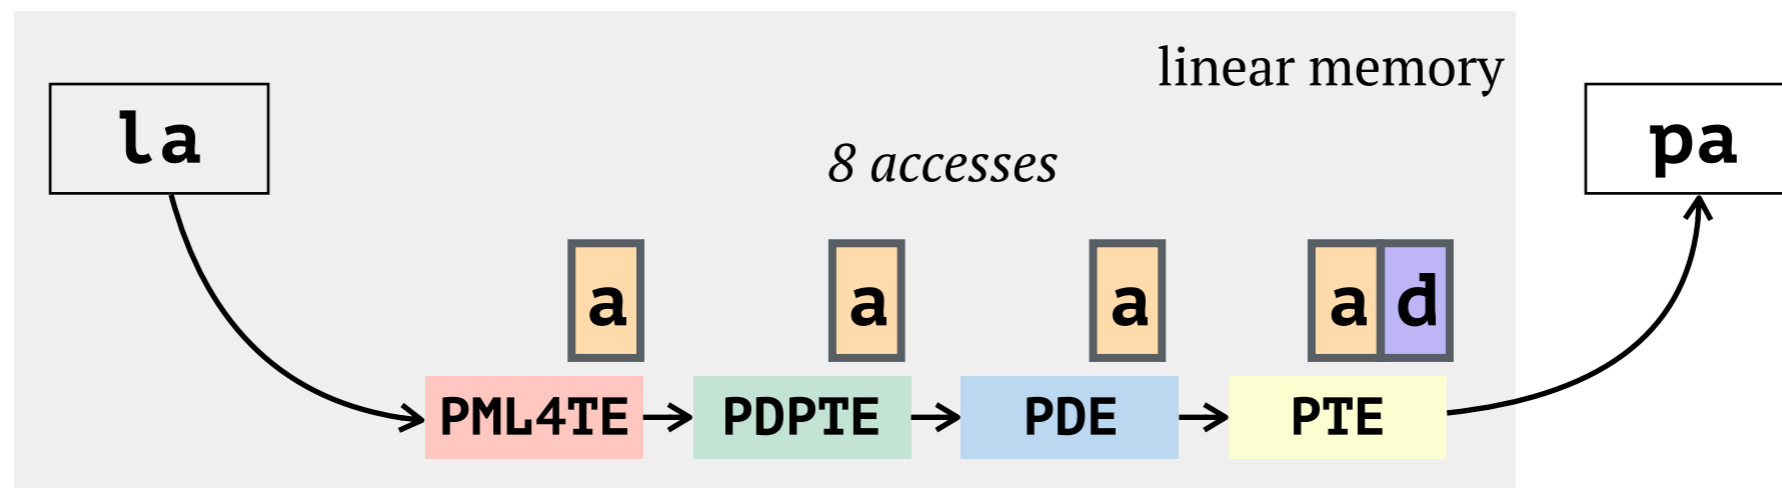 linear memory
la
pa
8 accesses
a a a a d
PML4TE PDPTE PDE PTE